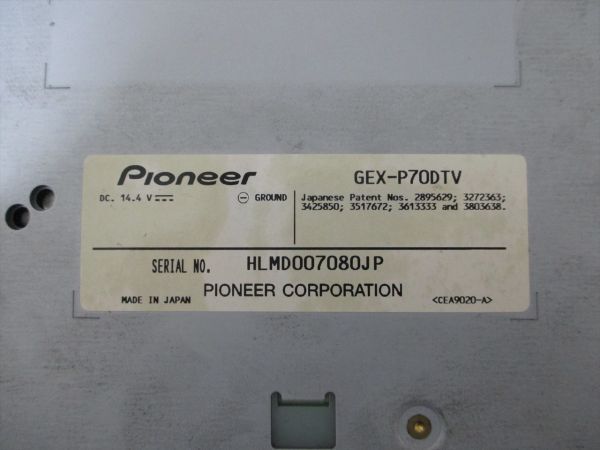 Pioneer GEX-P70DTV
DC. 14.4 V ⎓ ⊖ GROUND
Japanese Patent Nos. 2895629; 3272363;
3425850; 3517672; 3613333 and 3803638.
SERIAL NO. HLMD007080JP
PIONEER CORPORATION
MADE IN JAPAN <CEA9020-A>